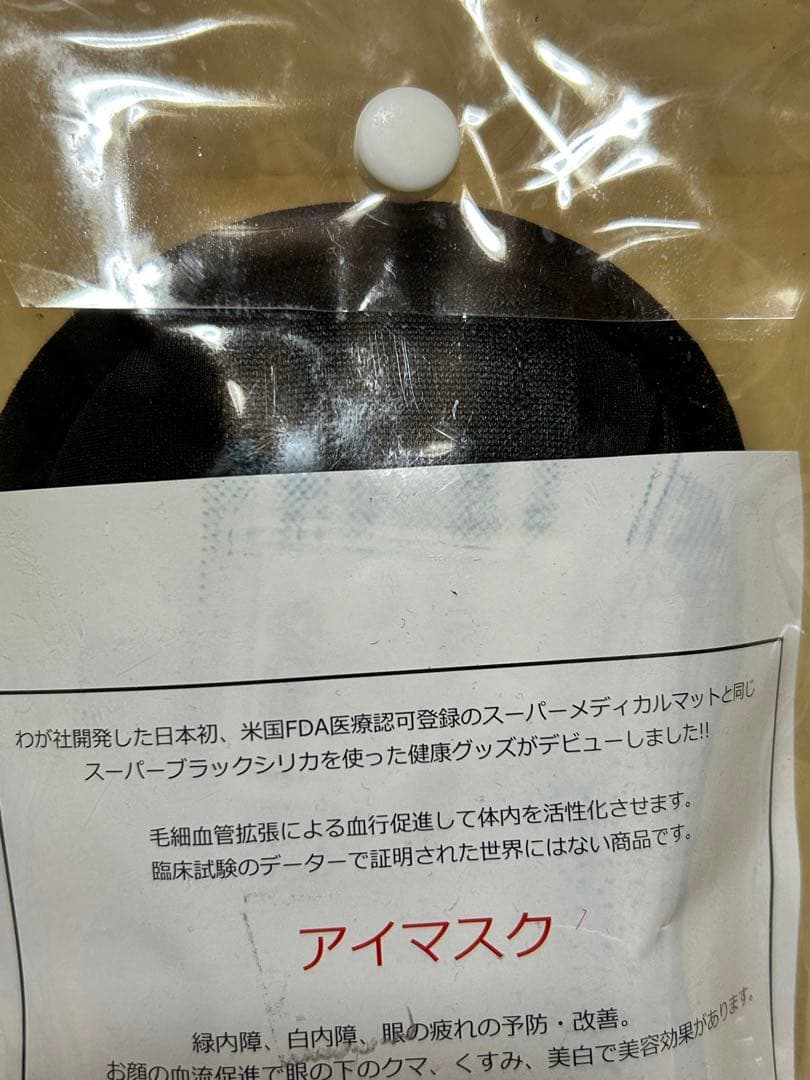 わが社開発した日本初、米国FDA医療認可登録のスーパーメディカルマットと同じ
スーパーブラックシリカを使った健康グッズがデビューしました!!
毛細血管拡張による血行促進して体内を活性化させます。
臨床試験のデーターで証明された世界にはない商品です。
アイマスク
緑内障、白内障、眼の疲れの予防・改善。
お顔の血流促進で眼の下のクマ、くすみ、美白で美容効果があります。